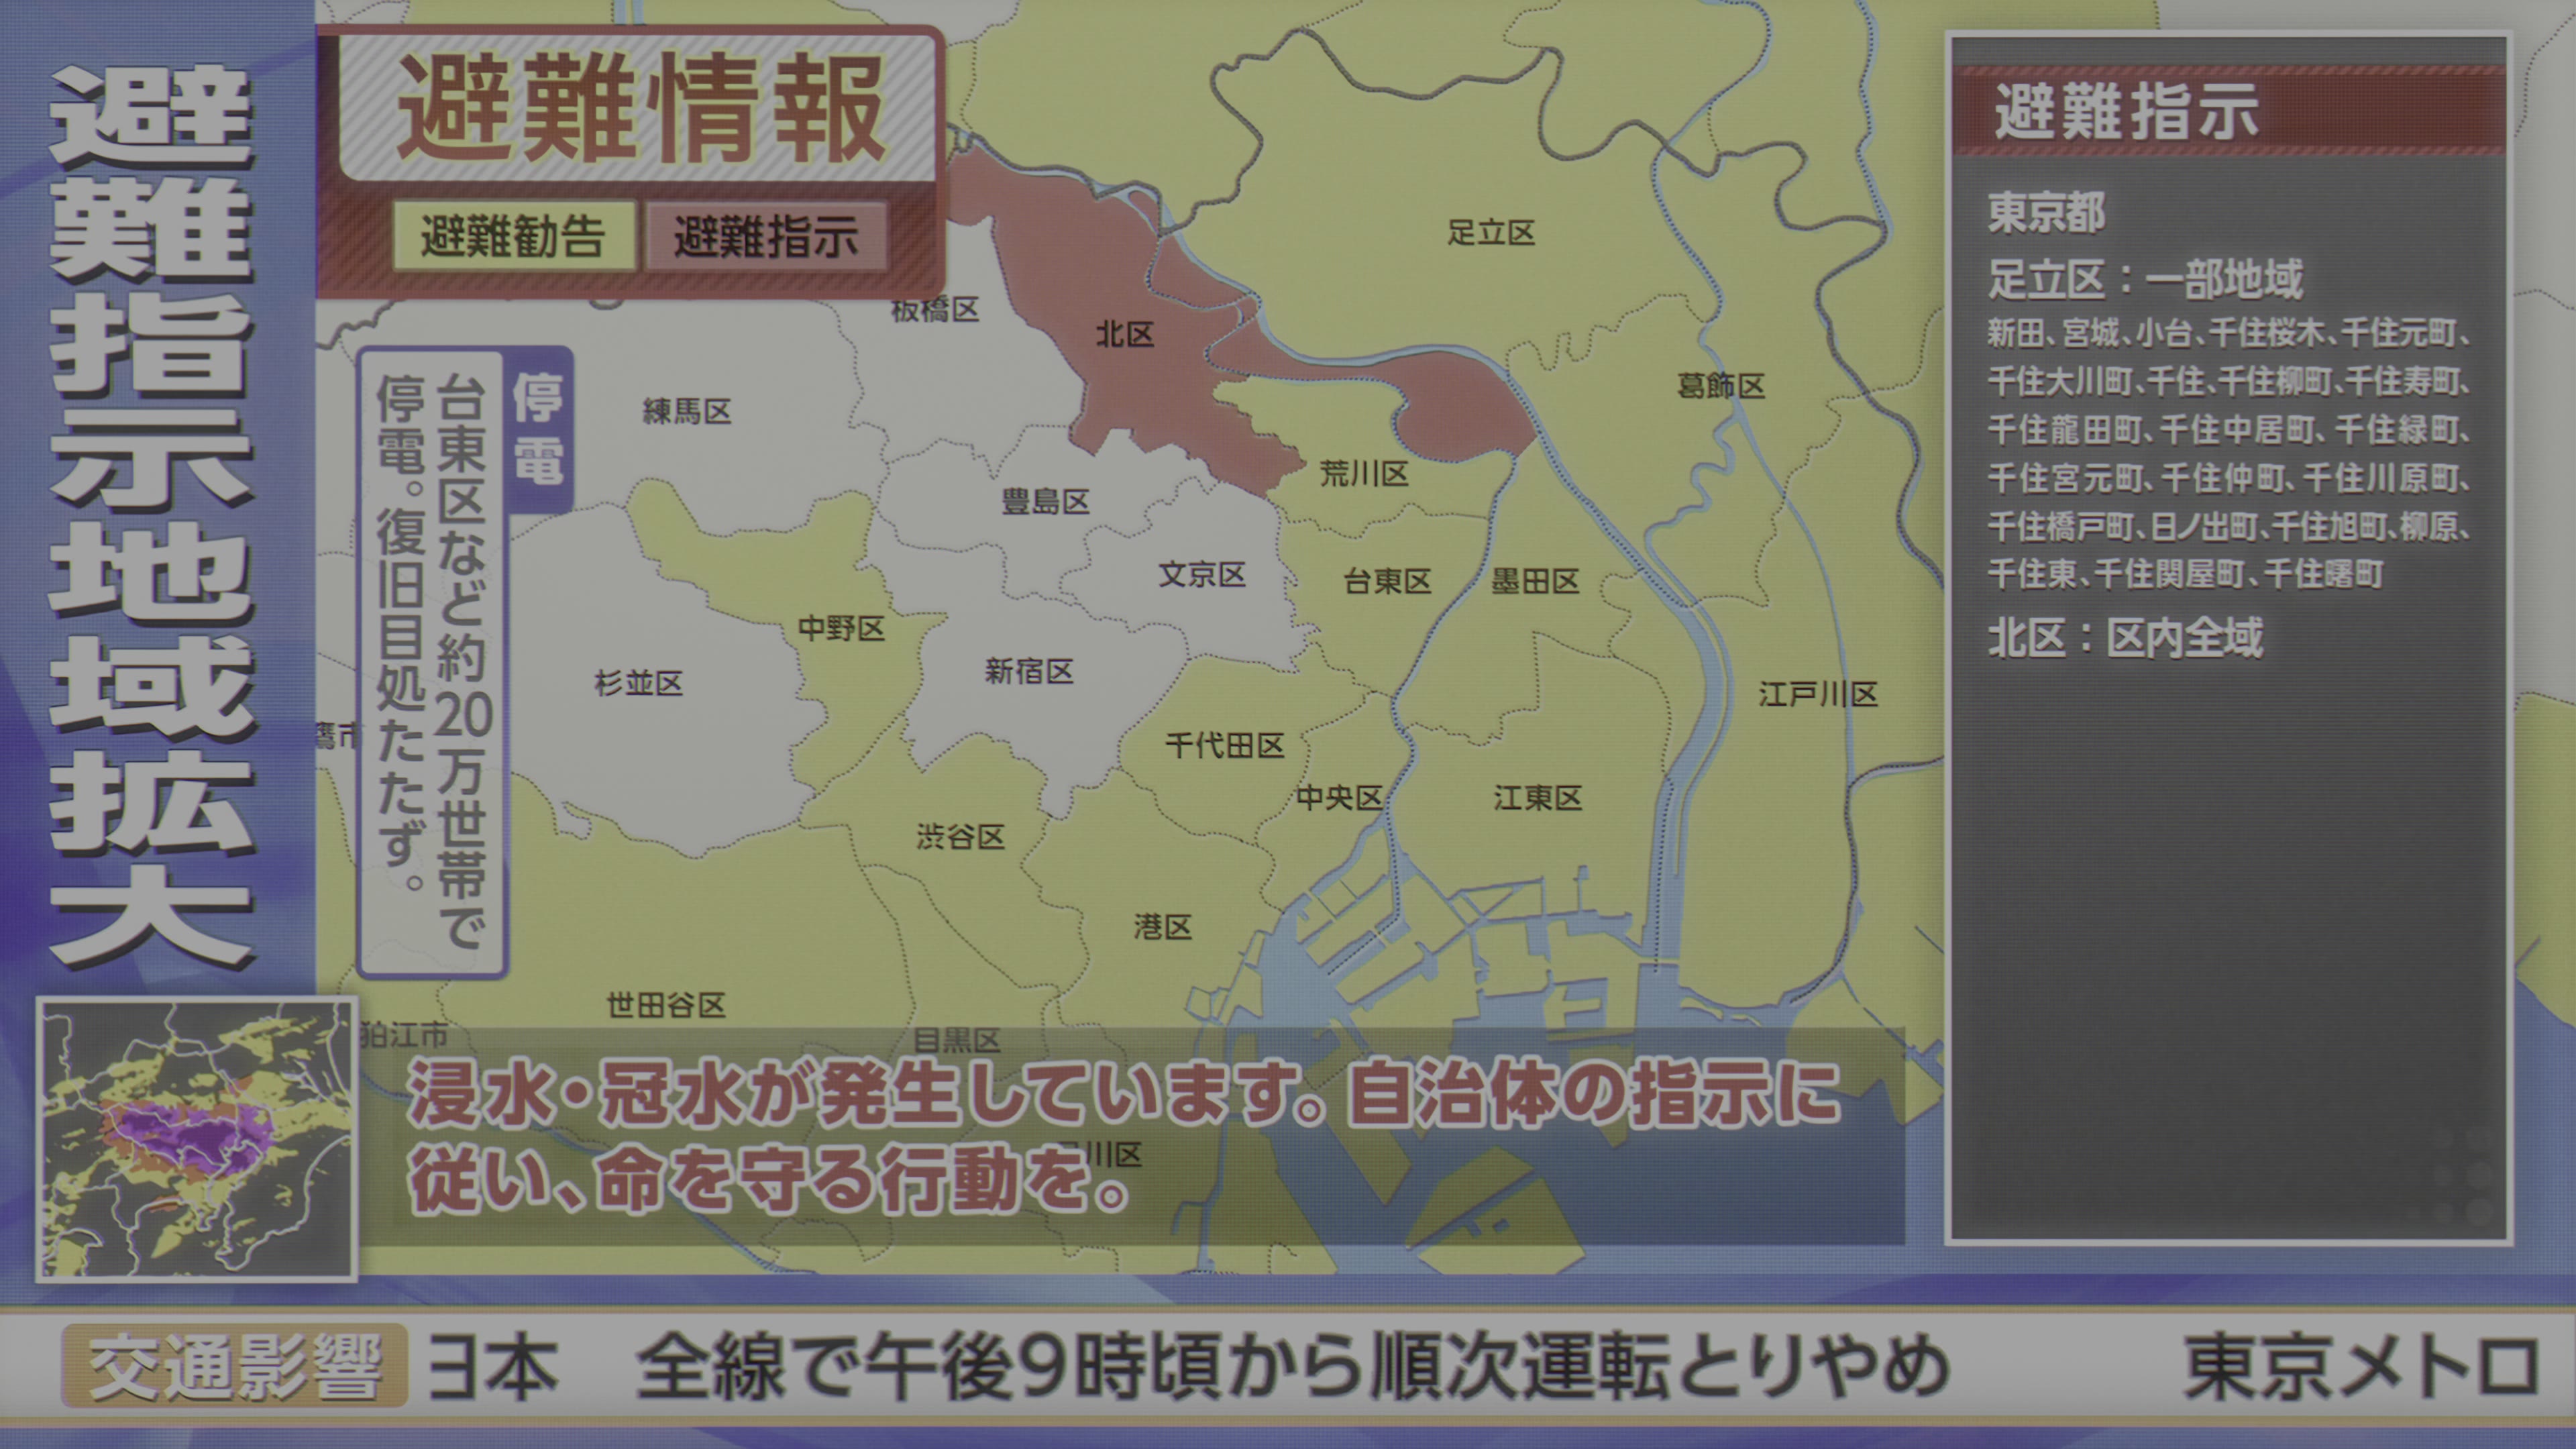 避難指示地域拡大
避難情報
避難勧告
避難指示
停電
台東区など約20万世帯で
停電。復旧目処たたず。
板橋区
北区
足立区
葛飾区
練馬区
荒川区
豊島区
文京区
台東区
墨田区
中野区
杉並区
新宿区
江戸川区
鷹市
千代田区
中央区
江東区
渋谷区
港区
世田谷区
狛江市
目黒区
川区
浸水・冠水が発生しています。自治体の指示に
従い、命を守る行動を。
避難指示
東京都
足立区：一部地域
新田、宮城、小台、千住桜木、千住元町、
千住大川町、千住、千住柳町、千住寿町、
千住龍田町、千住中居町、千住緑町、
千住宮元町、千住仲町、千住川原町、
千住橋戸町、日ノ出町、千住旭町、柳原、
千住東、千住関屋町、千住曙町
北区：区内全域
交通影響
本　全線で午後9時頃から順次運転とりやめ　東京メトロ